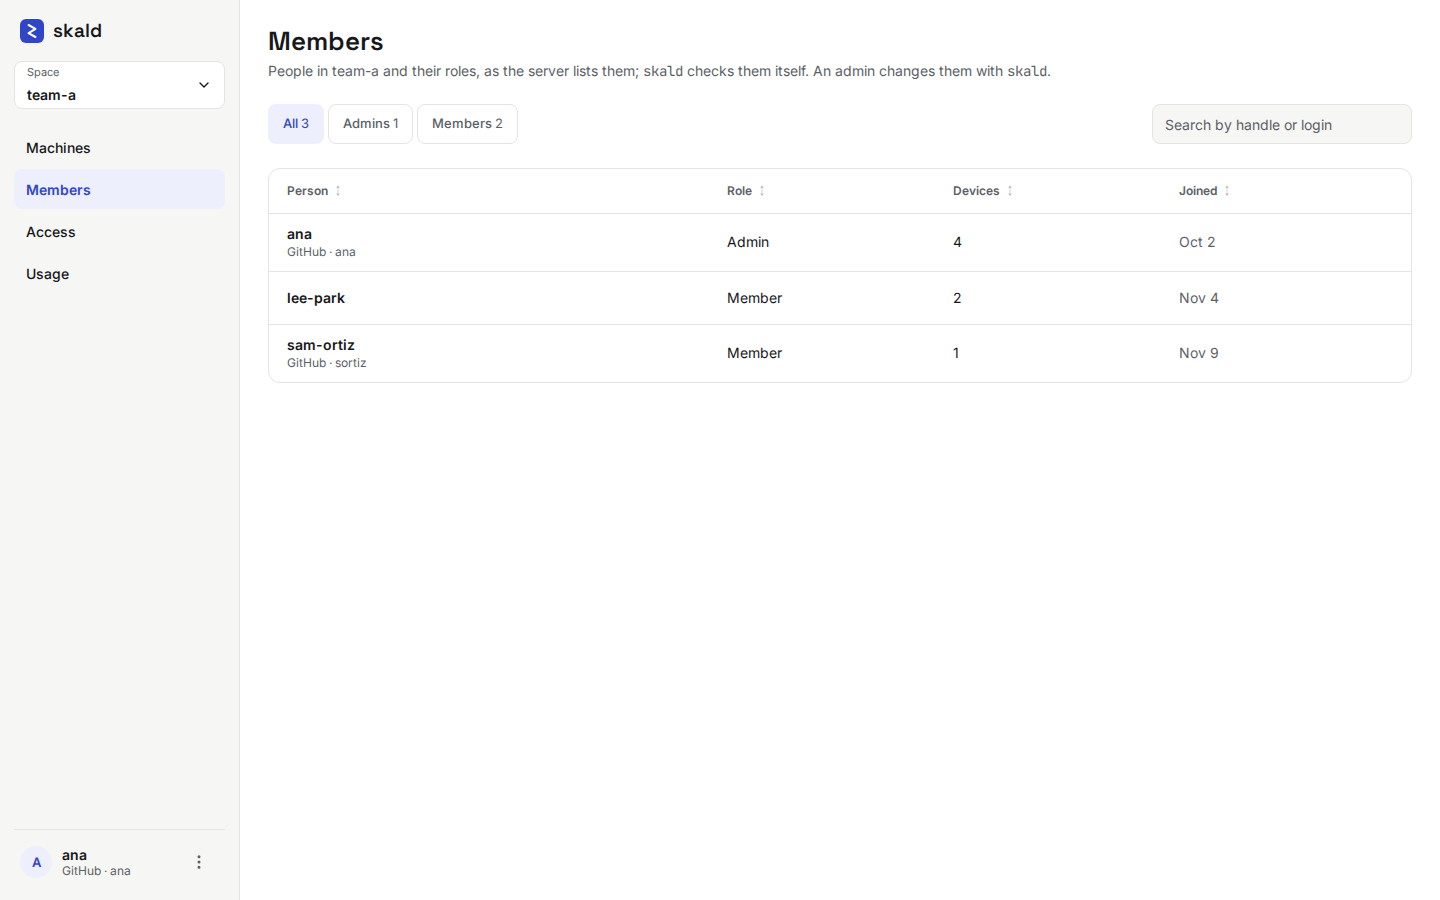 skald
Space
team-a
Machines
Members
Access
Usage
A
ana
GitHub · ana
Members
People in team-a and their roles, as the server lists them; skald checks them itself. An admin changes them with skald.
All 3
Admins 1
Members 2
Search by handle or login
Person Role Devices Joined
ana
GitHub · ana
Admin 4 Oct 2
lee-park Member 2 Nov 4
sam-ortiz
GitHub · sortiz
Member 1 Nov 9